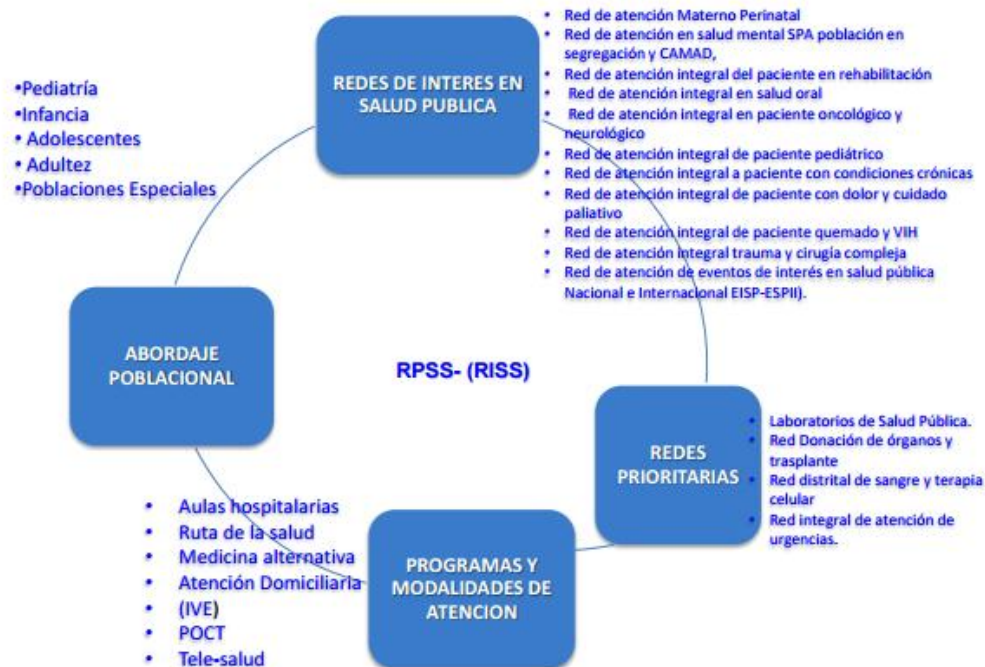 REDES DE INTERES EN
SALUD PUBLICA
• Red de atención Materno Perinatal
• Red de atención en salud mental SPA población en
segregación y CAMAD,
• Red de atención integral del paciente en rehabilitación
• Red de atención integral en salud oral
• Red de atención integral en paciente oncológico y
neurológico
• Red de atención integral de paciente pediátrico
• Red de atención integral a paciente con condiciones crónicas
• Red de atención integral de paciente con dolor y cuidado
paliativo
• Red de atención integral de paciente quemado y VIH
• Red de atención integral trauma y cirugía compleja
• Red de atención de eventos de interés en salud pública
Nacional e Internacional EISP-ESPII).
•Pediatría
•Infancia
• Adolescentes
• Adultez
•Poblaciones Especiales
ABORDAJE
POBLACIONAL
RPSS- (RISS)
REDES
PRIORITARIAS
• Laboratorios de Salud Pública.
• Red Donación de órganos y
trasplante
• Red distrital de sangre y terapia
celular
• Red integral de atención de
urgencias.
• Aulas hospitalarias
• Ruta de la salud
• Medicina alternativa
• Atención Domiciliaria
• (IVE)
• POCT
• Tele-salud
PROGRAMAS Y
MODALIDADES DE
ATENCION